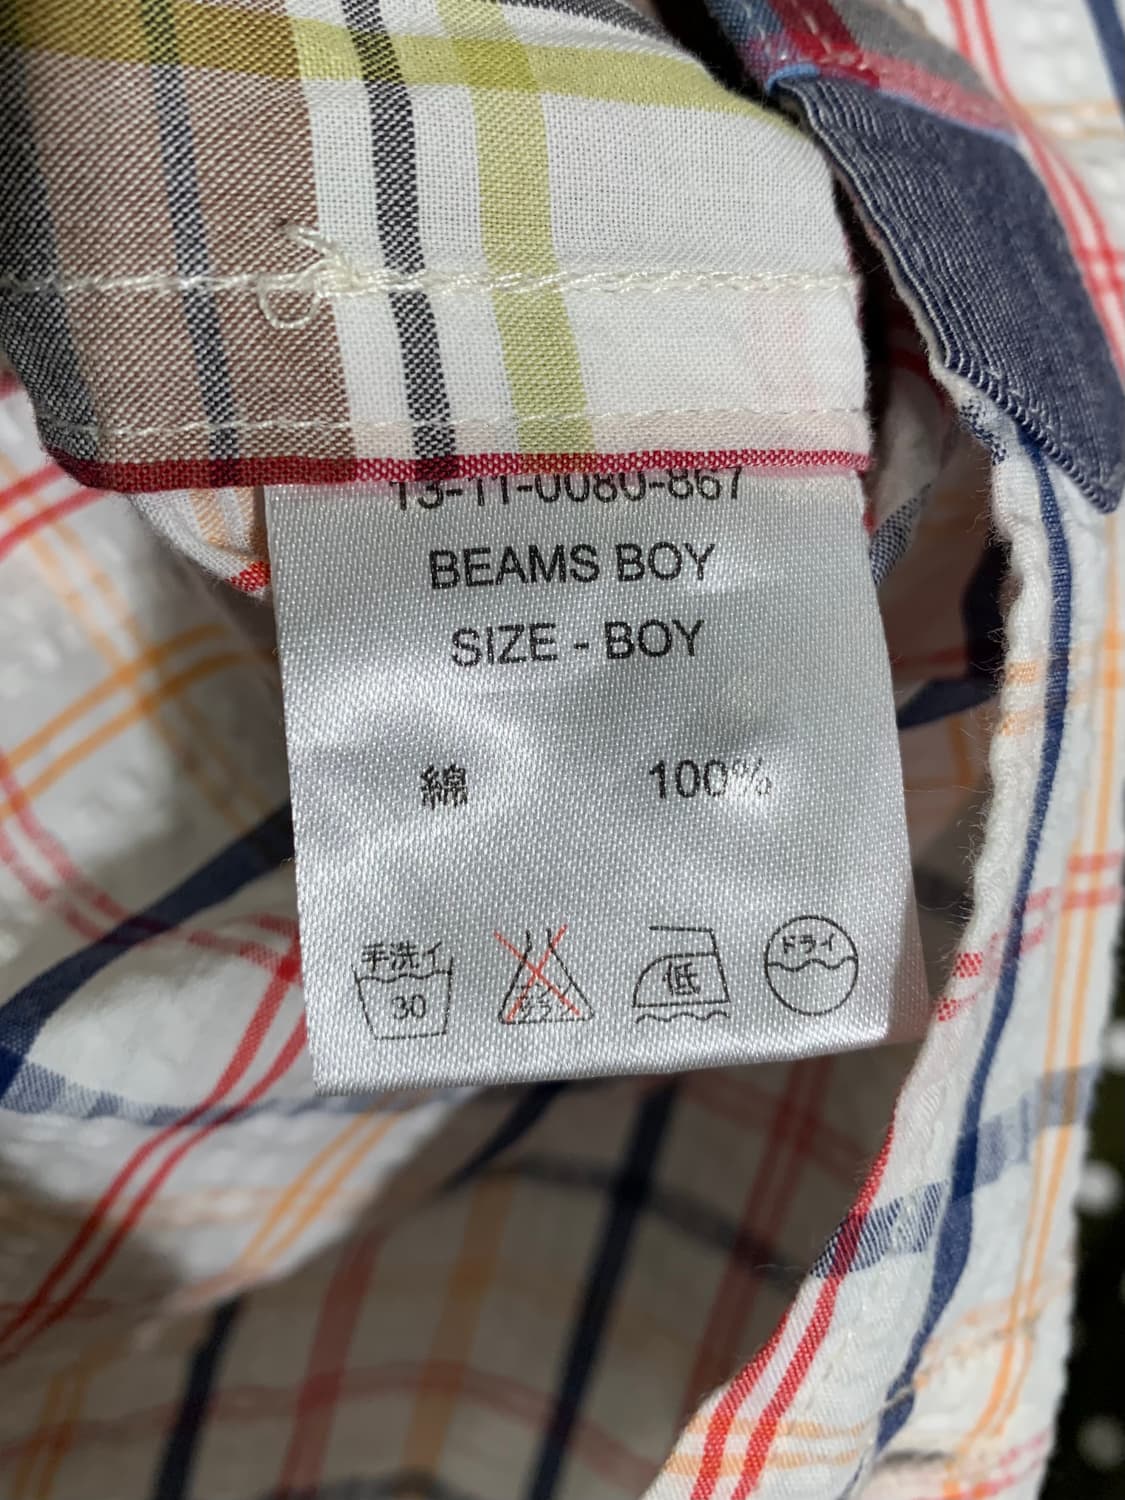 13-11-0080-867
BEAMS BOY
SIZE - BOY
綿 100%
手洗イ
30
低
ドライ